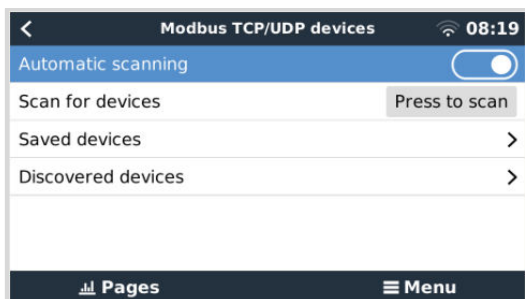 Modbus TCP/UDP devices 08:19
Automatic scanning
Scan for devices Press to scan
Saved devices
Discovered devices
Pages Menu